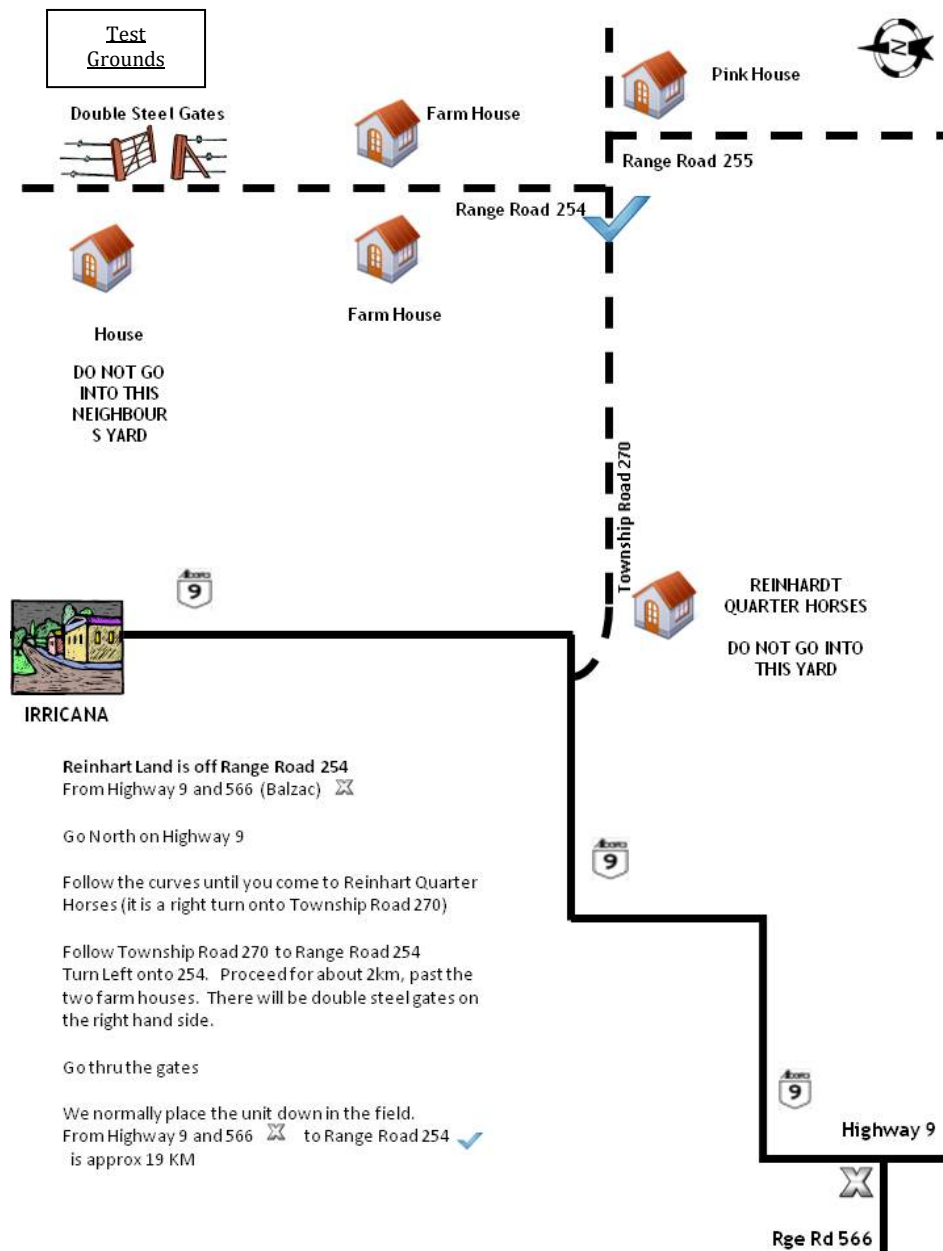 Test
Grounds
Pink House
Double Steel Gates
Farm House
Range Road 255
Range Road 254
Farm House
House
DO NOT GO
INTO THIS
NEIGHBOUR
S YARD
Township Road 270
9
REINHARDT
QUARTER HORSES
DO NOT GO INTO
THIS YARD
IRRICANA
Reinhart Land is off Range Road 254
From Highway 9 and 566 (Balzac)
Go North on Highway 9
Follow the curves until you come to Reinhart Quarter
Horses (it is a right turn onto Township Road 270)
Follow Township Road 270 to Range Road 254
Turn Left onto 254. Proceed for about 2km, past the
two farm houses. There will be double steel gates on
the right hand side.
Go thru the gates
We normally place the unit down in the field.
From Highway 9 and 566 to Range Road 254
is approx 19 KM
Alberta
9
Alberta
9
Highway 9
Rge Rd 566
N